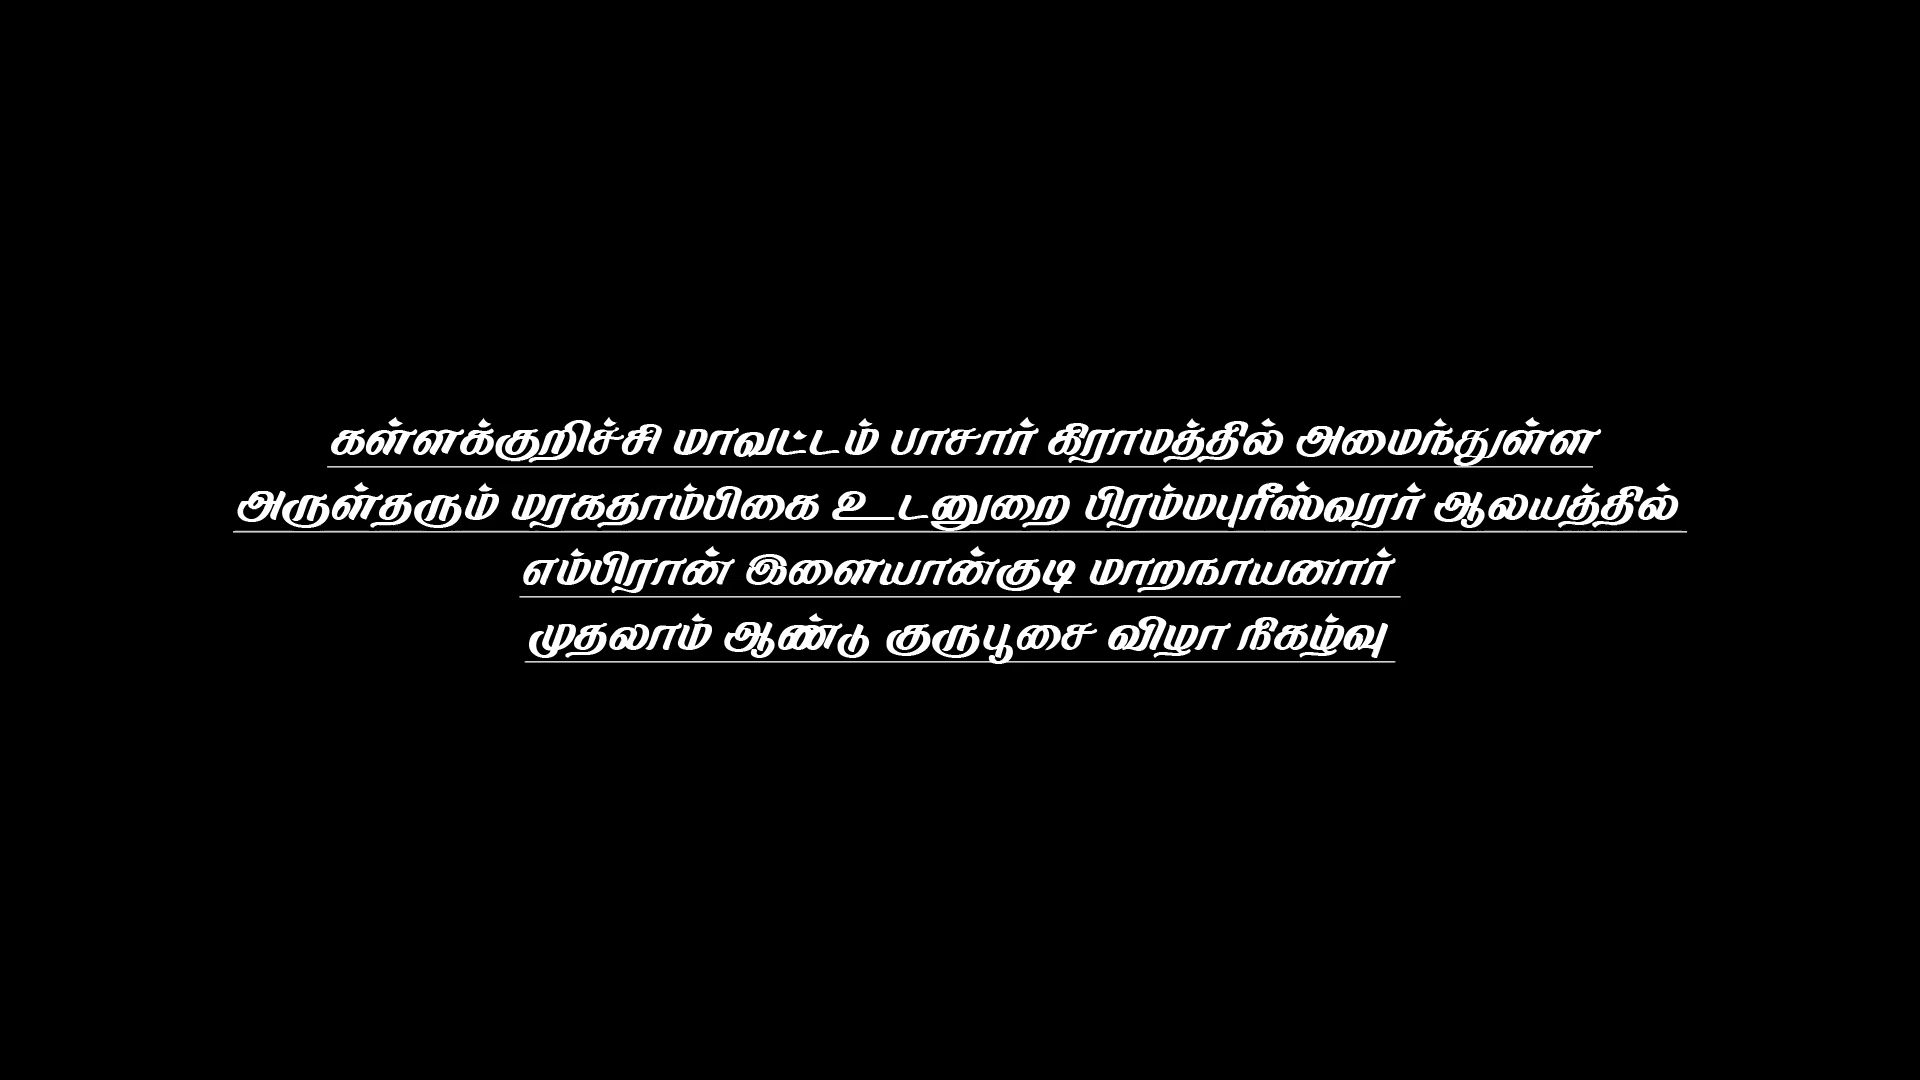 கள்ளக்குறிச்சி மாவட்டம் பாசார் கிராமத்தில் அமைந்துள்ள
அருள்தரும் மரகதாம்பிகை உடனுறை பிரம்மபுரீஸ்வரர் ஆலயத்தில்
எம்பிரான் இளையான்குடி மாறநாயனார்
முதலாம் ஆண்டு குருபூசை விழா நிகழ்வு